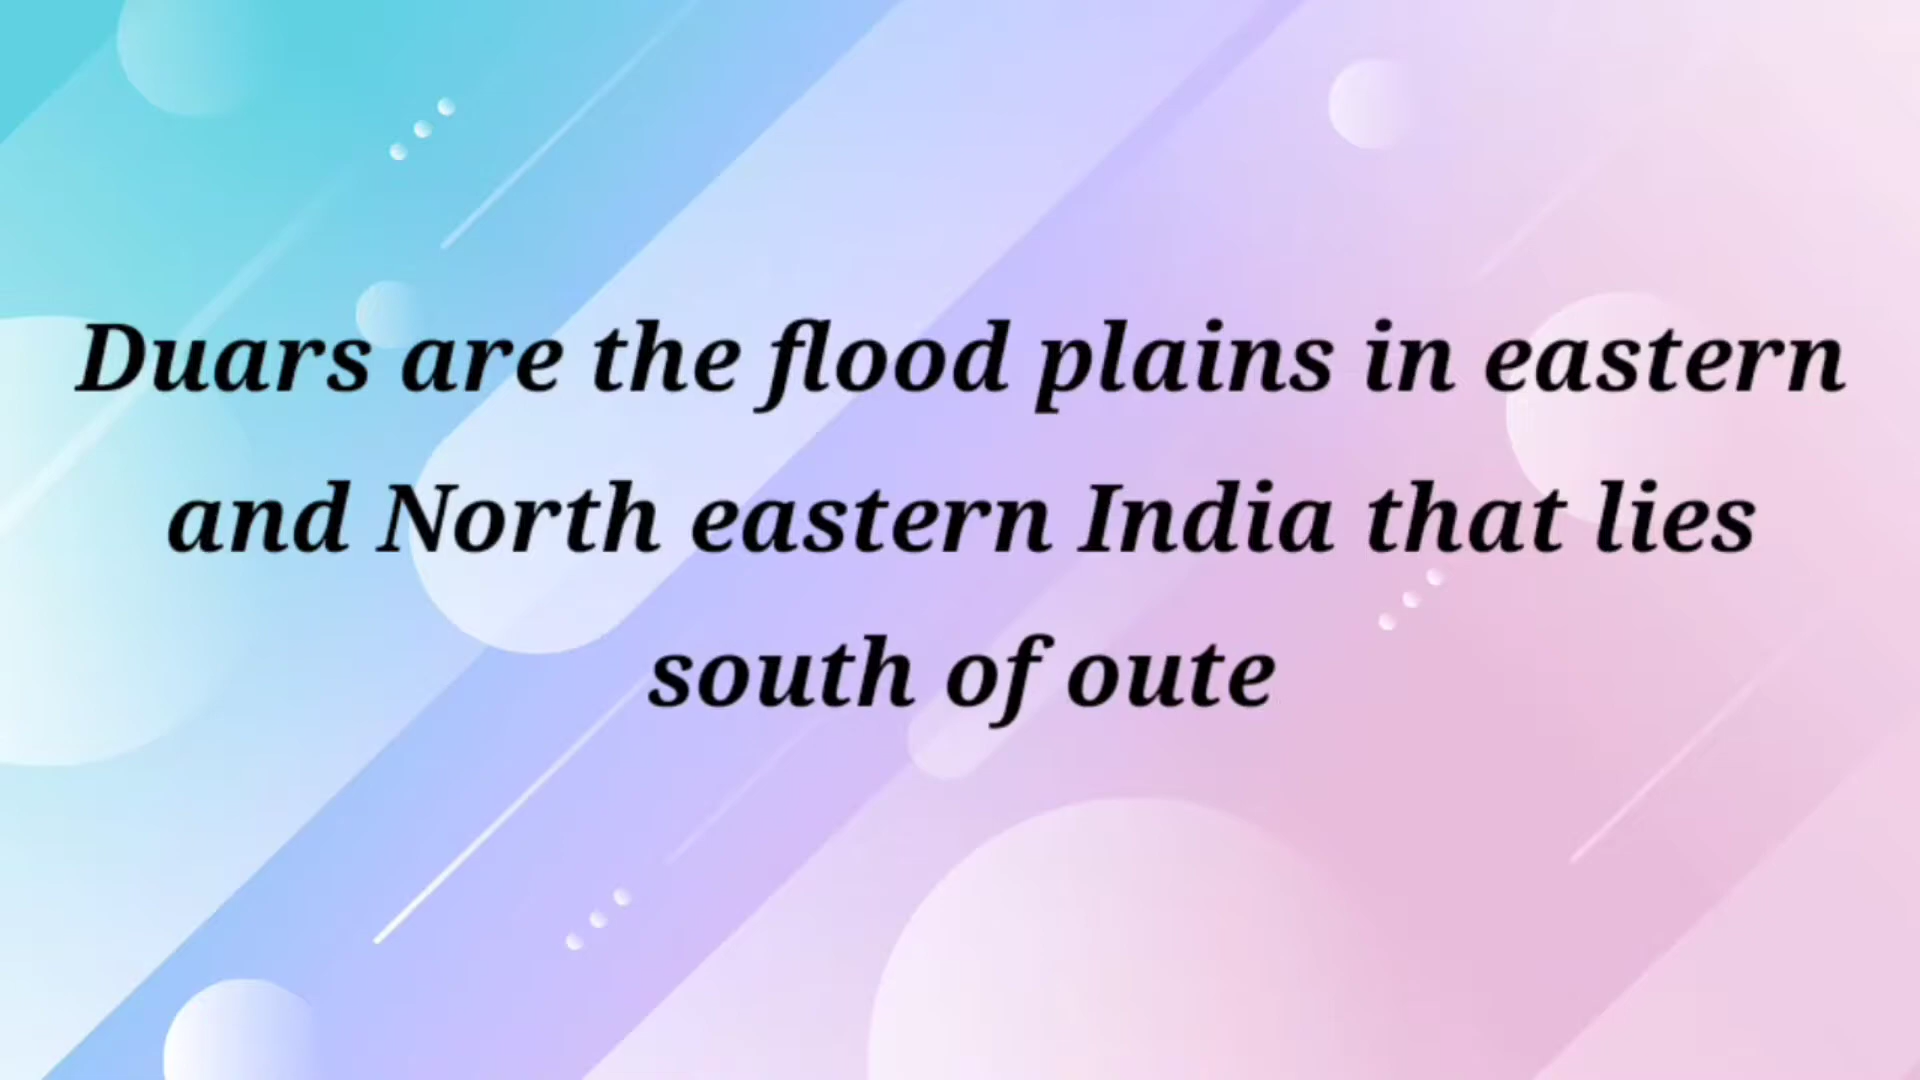 Duars are the flood plains in eastern
and North eastern India that lies
south of oute